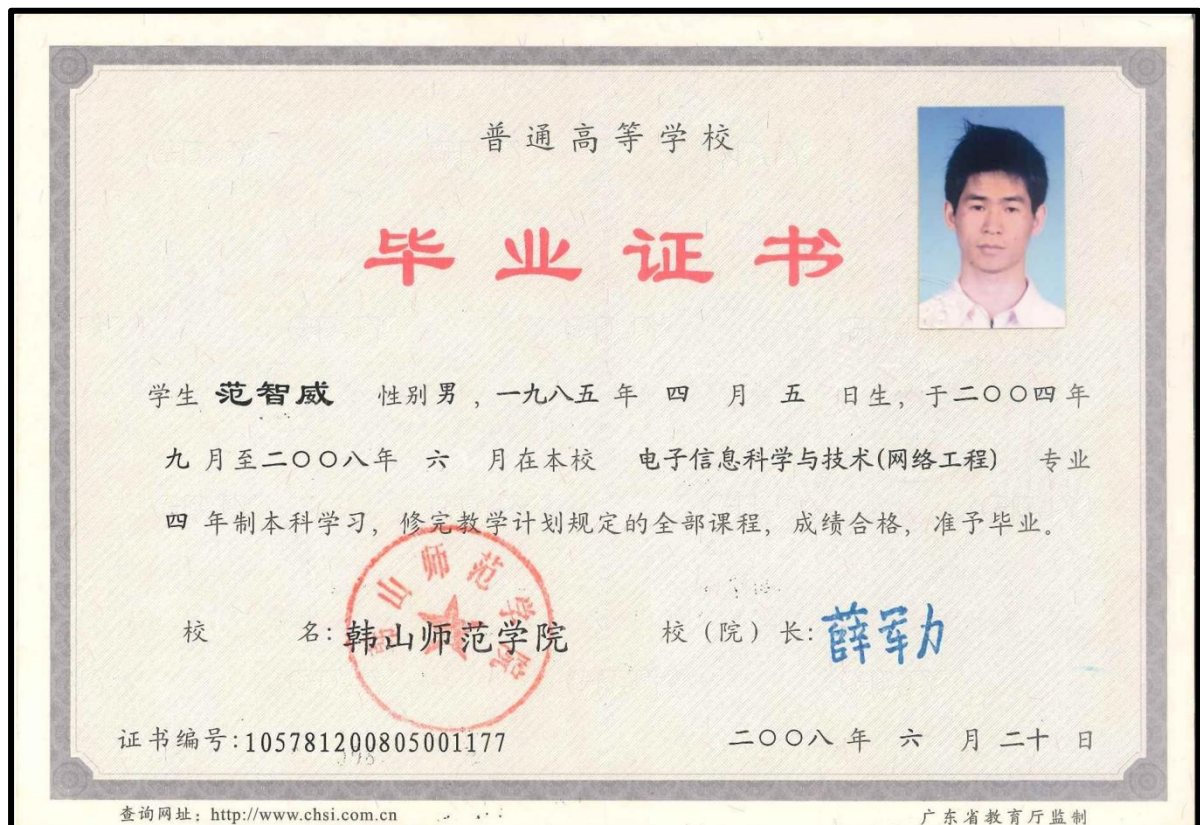 普通高等学校
毕业证书
学生 范智威 性别 男 , 一九八五 年 四 月 五 日生, 于二〇〇四年
九 月至二〇〇八年 六 月在本校 电子信息科学与技术(网络工程) 专业
四 年制本科学习, 修完教学计划规定的全部课程, 成绩合格, 准予毕业。
韩山师范学院
校 名: 韩山师范学院 校(院)长: 薛军力
证书编号:105781200805001177 二〇〇八 年 六 月 二十 日
查询网址: http://www.chsi.com.cn 广东省教育厅监制